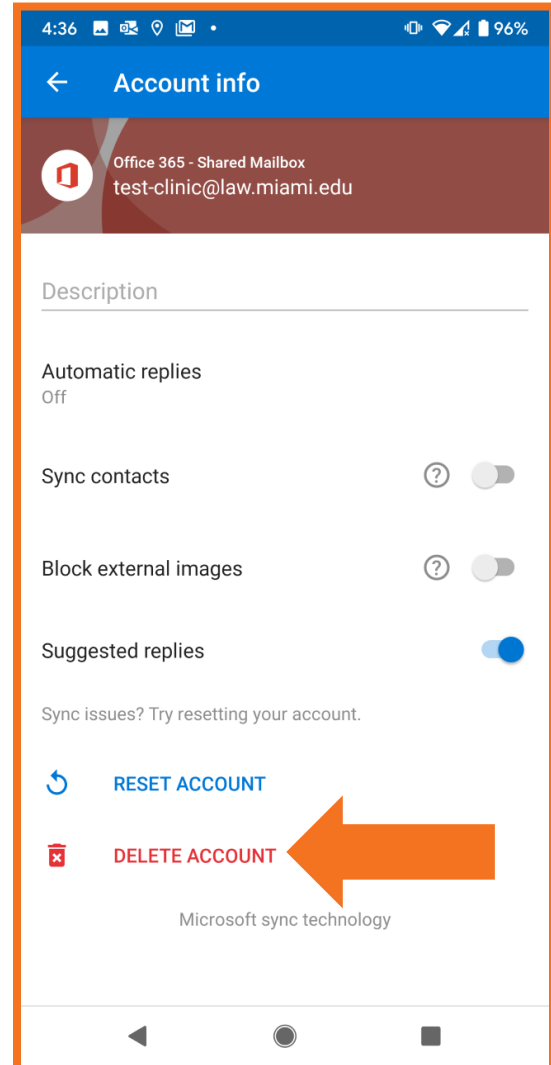 4:36 96%
Account info
Office 365 - Shared Mailbox
test-clinic@law.miami.edu
Description
Automatic replies
Off
Sync contacts
Block external images
Suggested replies
Sync issues? Try resetting your account.
RESET ACCOUNT
DELETE ACCOUNT
Microsoft sync technology